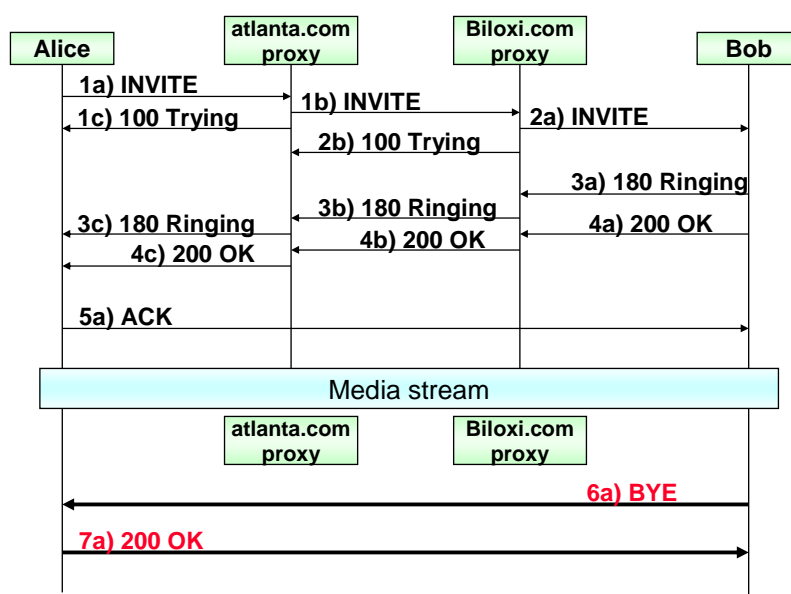 Alice
atlanta.com
proxy
Biloxi.com
proxy
Bob
1a) INVITE
1b) INVITE
1c) 100 Trying
2a) INVITE
2b) 100 Trying
3a) 180 Ringing
3b) 180 Ringing
3c) 180 Ringing
4a) 200 OK
4b) 200 OK
4c) 200 OK
5a) ACK
Media stream
atlanta.com
proxy
Biloxi.com
proxy
6a) BYE
7a) 200 OK